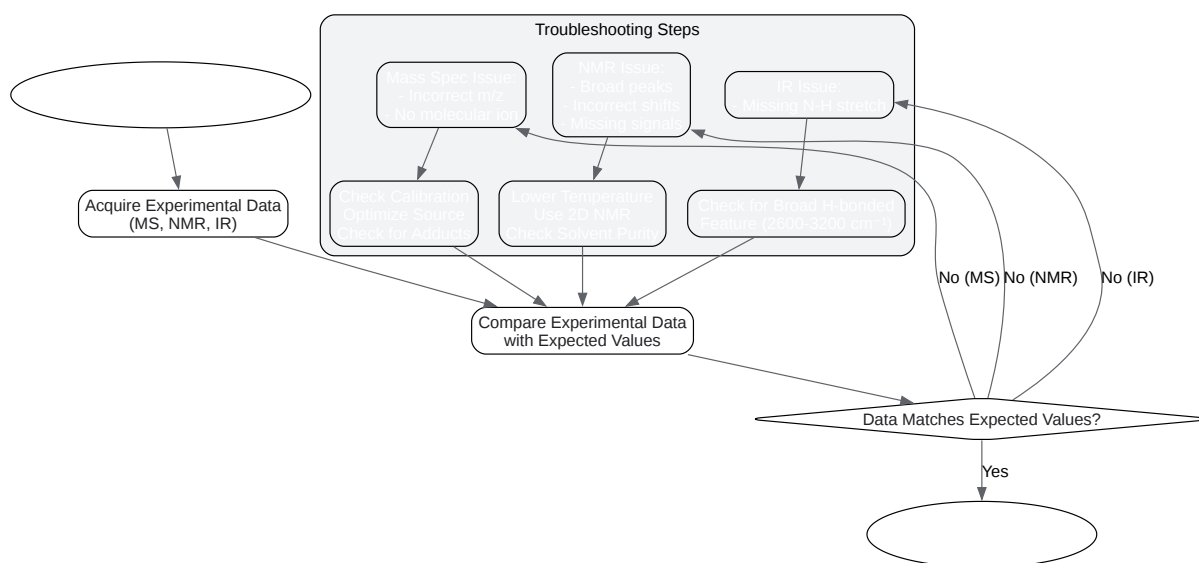 Troubleshooting Steps
Mass Spec Issue:
- Incorrect m/z
- No molecular ion
NMR Issue:
- Broad peaks
- Incorrect shifts
- Missing signals
IR Issue:
- Missing N-H stretch
Check Calibration
Optimize Source
Check for Adducts
Lower Temperature
Use 2D NMR
Check Solvent Purity
Check for Broad H-bonded
Feature (2600-3200 cm⁻¹)
Acquire Experimental Data
(MS, NMR, IR)
No (MS)
No (NMR)
No (IR)
Compare Experimental Data
with Expected Values
Data Matches Expected Values?
Yes